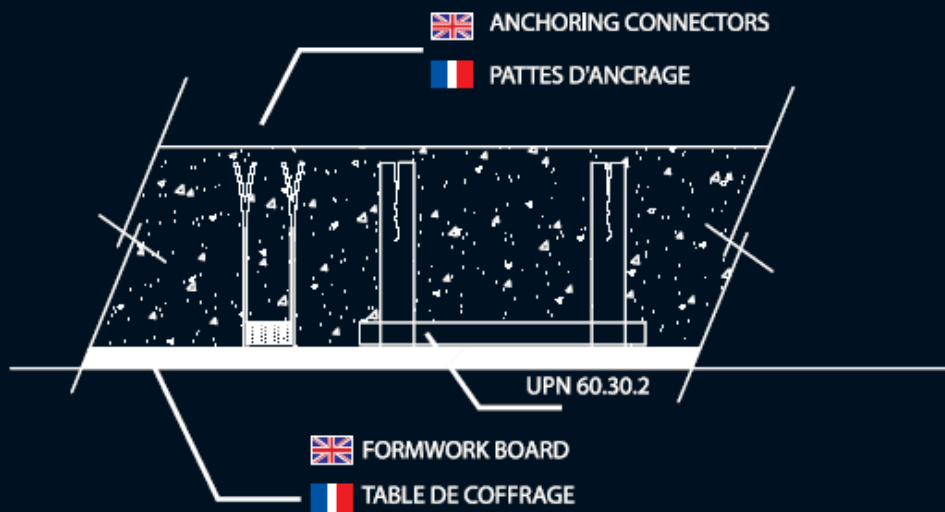 ANCHORING CONNECTORS
PATTES D'ANCRAGE
UPN 60.30.2
FORMWORK BOARD
TABLE DE COFFRAGE